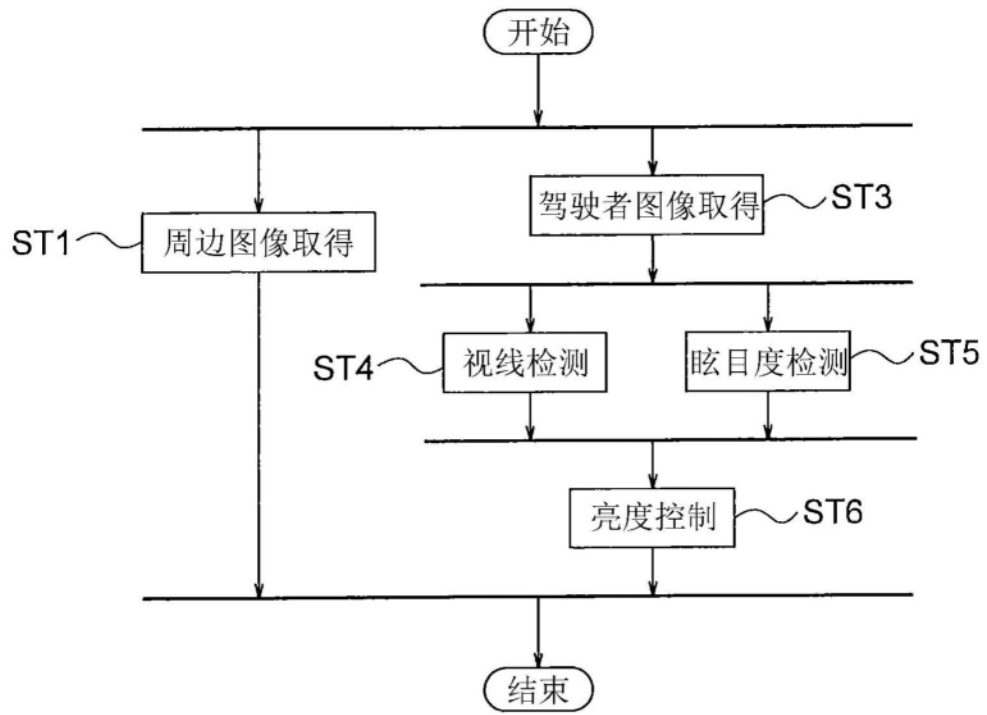 开始
驾驶者图像取得
ST3
ST1
周边图像取得
ST4
视线检测
眩目度检测
ST5
亮度控制
ST6
结束